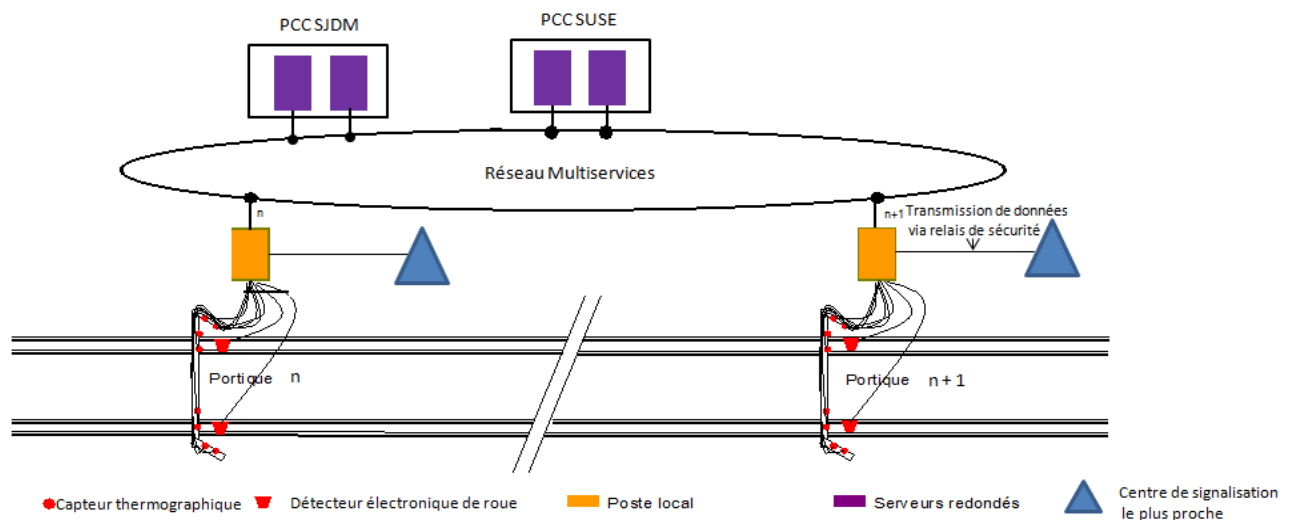 PCC SJDM
PCC SUSE
Réseau Multiservices
n
n+1
Transmission de données
via relais de sécurité
Portique n
Portique n + 1
Capteur thermographique
Détecteur électronique de roue
Poste local
Serveurs redondés
Centre de signalisation
le plus proche